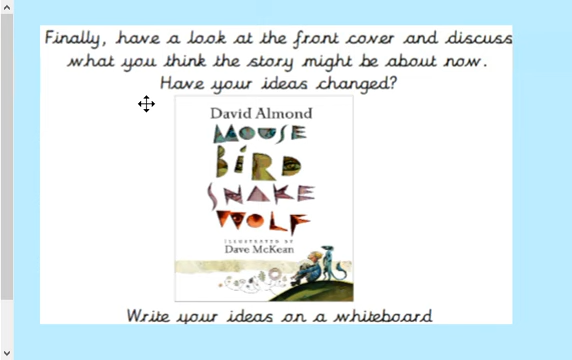 Finally, have a look at the front cover and discuss
what you think the story might be about now.
Have your ideas changed?
David Almond
MOUSE
BIRD
SNAKE
WOLF
ILLUSTRATED BY
Dave McKean
Write your ideas on a whiteboard